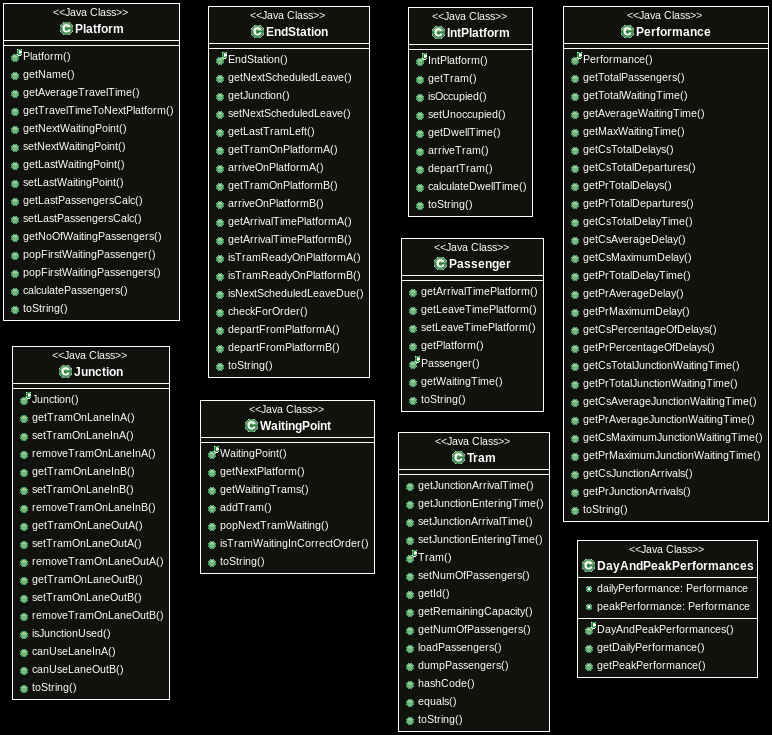 <<Java Class>>
Platform
Platform()
getName()
getAverageTravelTime()
getTravelTimeToNextPlatform()
getNextWaitingPoint()
setNextWaitingPoint()
getLastWaitingPoint()
setLastWaitingPoint()
getLastPassengersCalc()
setLastPassengersCalc()
getNoOfWaitingPassengers()
popFirstWaitingPassenger()
popFirstWaitingPassengers()
calculatePassengers()
toString()
<<Java Class>>
Junction
Junction()
getTramOnLaneInA()
setTramOnLaneInA()
removeTramOnLaneInA()
getTramOnLaneInB()
setTramOnLaneInB()
removeTramOnLaneInB()
getTramOnLaneOutA()
setTramOnLaneOutA()
removeTramOnLaneOutA()
getTramOnLaneOutB()
setTramOnLaneOutB()
removeTramOnLaneOutB()
isJunctionUsed()
canUseLaneInA()
canUseLaneOutB()
toString()
<<Java Class>>
EndStation
EndStation()
getNextScheduledLeave()
getJunction()
setNextScheduledLeave()
getLastTramLeft()
getTramOnPlatformA()
arriveOnPlatformA()
getTramOnPlatformB()
arriveOnPlatformB()
getArrivalTimePlatformA()
getArrivalTimePlatformB()
isTramReadyOnPlatformA()
isTramReadyOnPlatformB()
isNextScheduledLeaveDue()
checkForOrder()
departFromPlatformA()
departFromPlatformB()
toString()
<<Java Class>>
WaitingPoint
WaitingPoint()
getNextPlatform()
getWaitingTrams()
addTram()
popNextTramWaiting()
isTramWaitingInCorrectOrder()
toString()
<<Java Class>>
IntPlatform
IntPlatform()
getTram()
isOccupied()
setUnoccupied()
getDwellTime()
arriveTram()
departTram()
calculateDwellTime()
toString()
<<Java Class>>
Passenger
getArrivalTimePlatform()
getLeaveTimePlatform()
setLeaveTimePlatform()
getPlatform()
Passenger()
getWaitingTime()
toString()
<<Java Class>>
Tram
getJunctionArrivalTime()
getJunctionEnteringTime()
setJunctionArrivalTime()
setJunctionEnteringTime()
Tram()
setNumOfPassengers()
getId()
getRemainingCapacity()
getNumOfPassengers()
loadPassengers()
dumpPassengers()
hashCode()
equals()
toString()
<<Java Class>>
Performance
Performance()
getTotalPassengers()
getTotalWaitingTime()
getAverageWaitingTime()
getMaxWaitingTime()
getCsTotalDelays()
getCsTotalDepartures()
getPrTotalDelays()
getPrTotalDepartures()
getCsTotalDelayTime()
getCsAverageDelay()
getCsMaximumDelay()
getPrTotalDelayTime()
getPrAverageDelay()
getPrMaximumDelay()
getCsPercentageOfDelays()
getPrPercentageOfDelays()
getCsTotalJunctionWaitingTime()
getPrTotalJunctionWaitingTime()
getCsAverageJunctionWaitingTime()
getPrAverageJunctionWaitingTime()
getCsMaximumJunctionWaitingTime()
getPrMaximumJunctionWaitingTime()
getCsJunctionArrivals()
getPrJunctionArrivals()
toString()
<<Java Class>>
DayAndPeakPerformances
dailyPerformance: Performance
peakPerformance: Performance
DayAndPeakPerformances()
getDailyPerformance()
getPeakPerformance()